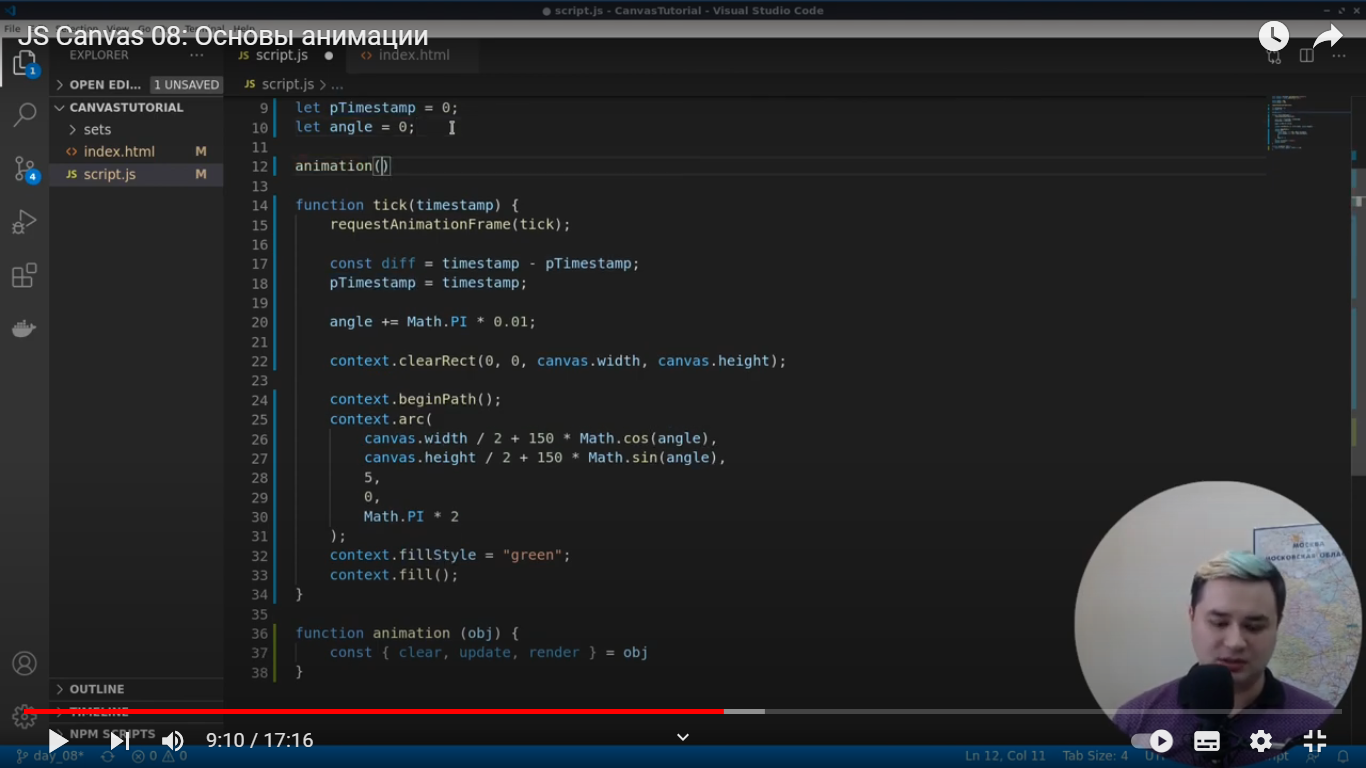 script.js - CanvasTutorial - Visual Studio Code
JS Canvas 08: Основы анимации
EXPLORER
JS script.js
<> index.html
OPEN EDI...
1 UNSAVED
JS script.js > ...
CANVASTUTORIAL
sets
<> index.html M
JS script.js M
1
4
9 let pTimestamp = 0;
10 let angle = 0;
11
12 animation()
13
14 function tick(timestamp) {
15 requestAnimationFrame(tick);
16
17 const diff = timestamp - pTimestamp;
18 pTimestamp = timestamp;
19
20 angle += Math.PI * 0.01;
21
22 context.clearRect(0, 0, canvas.width, canvas.height);
23
24 context.beginPath();
25 context.arc(
26 canvas.width / 2 + 150 * Math.cos(angle),
27 canvas.height / 2 + 150 * Math.sin(angle),
28 5,
29 0,
30 Math.PI * 2
31 );
32 context.fillStyle = "green";
33 context.fill();
34 }
35
36 function animation (obj) {
37 const { clear, update, render } = obj
38 }
МОСКВА
OUTLINE
TIMELINE
NPM SCRIPTS
9:10 / 17:16
day_08*
0 0
Ln 12, Col 11
Tab Size: 4